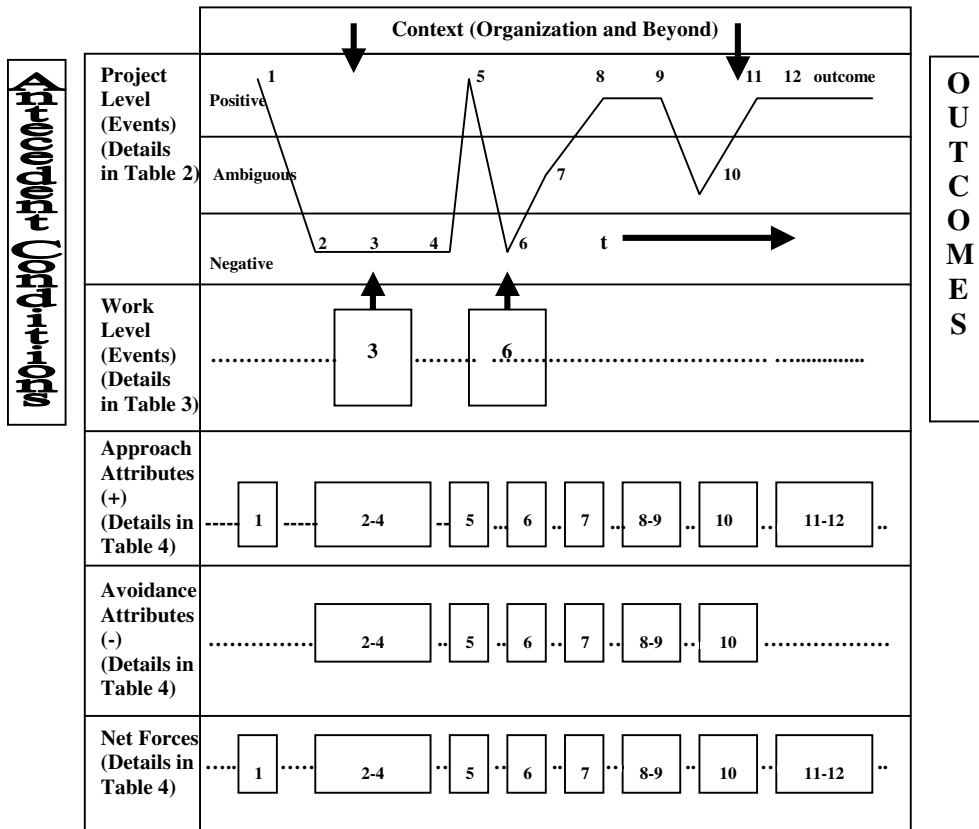 Context (Organization and Beyond)
Antecedent Conditions
Project
Level
(Events)
(Details
in Table 2)
Positive
Ambiguous
Negative
1
2
3
4
5
6
7
8
9
10
11
12
outcome
t
Work
Level
(Events)
(Details
in Table 3)
3
6
Approach
Attributes
(+)
(Details in
Table 4)
1
2-4
5
6
7
8-9
10
11-12
Avoidance
Attributes
(-)
(Details in
Table 4)
2-4
5
6
7
8-9
10
Net Forces
(Details in
Table 4)
1
2-4
5
6
7
8-9
10
11-12
OUTCOMES